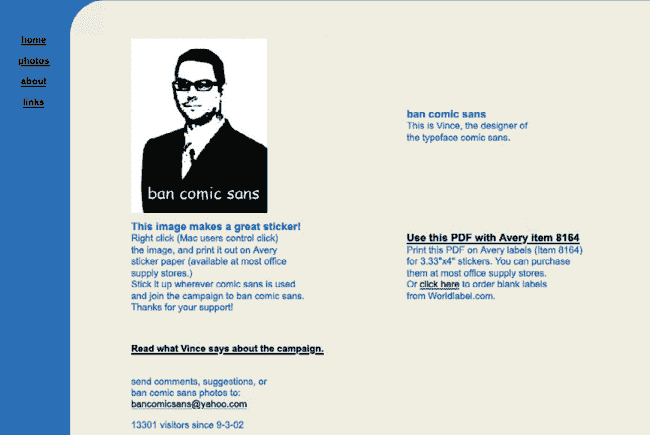 home
photos
about
links
ban comic sans
This image makes a great sticker!
Right click (Mac users control click)
the image, and print it out on Avery
sticker paper (available at most office
supply stores.)
Stick it up wherever comic sans is used
and join the campaign to ban comic sans.
Thanks for your support!
Read what Vince says about the campaign.
send comments, suggestions, or
ban comic sans photos to:
bancomicsans@yahoo.com
13301 visitors since 9-3-02
ban comic sans
This is Vince, the designer of
the typeface comic sans.
Use this PDF with Avery item 8164
Print this PDF on Avery labels (Item 8164)
for 3.33"x4" stickers. You can purchase
them at most office supply stores.
Or click here to order blank labels
from Worldlabel.com.